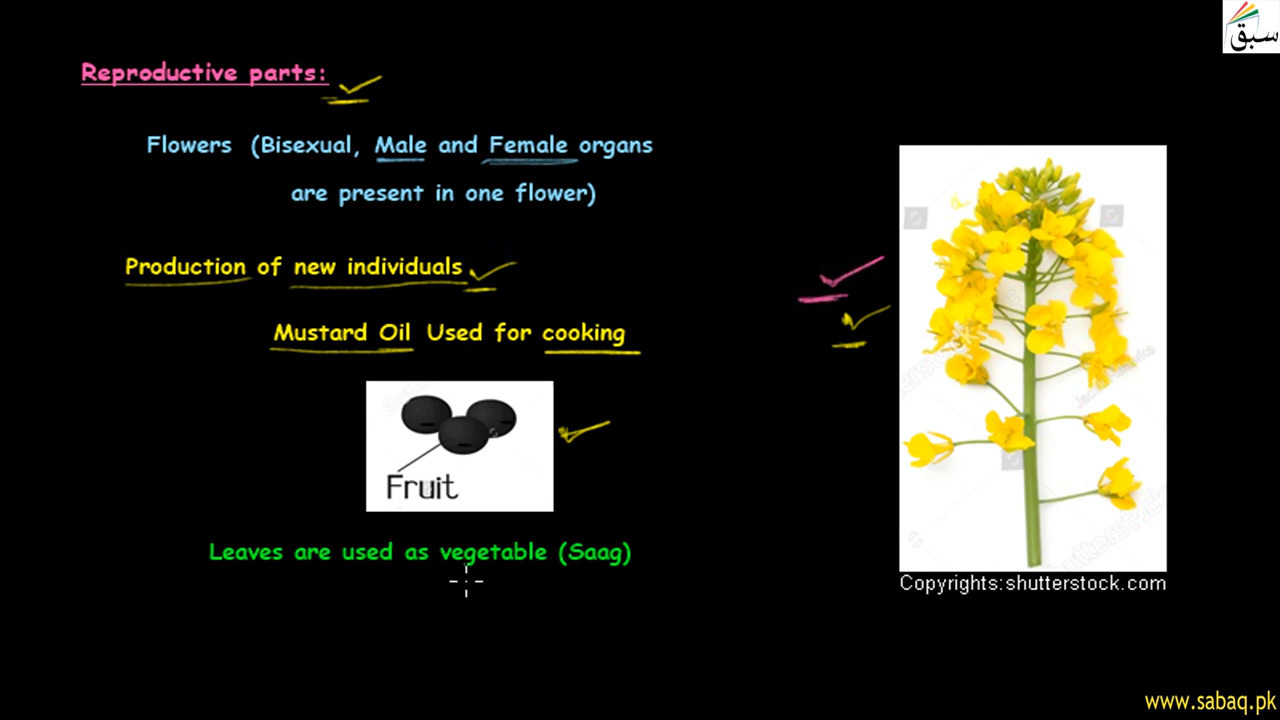 سبق
Reproductive parts:
Flowers (Bisexual, Male and Female organs
are present in one flower)
Production of new individuals
Mustard Oil Used for cooking
Fruit
Leaves are used as vegetable (Saag)
Copyrights:shutterstock.com
www.sabaq.pk